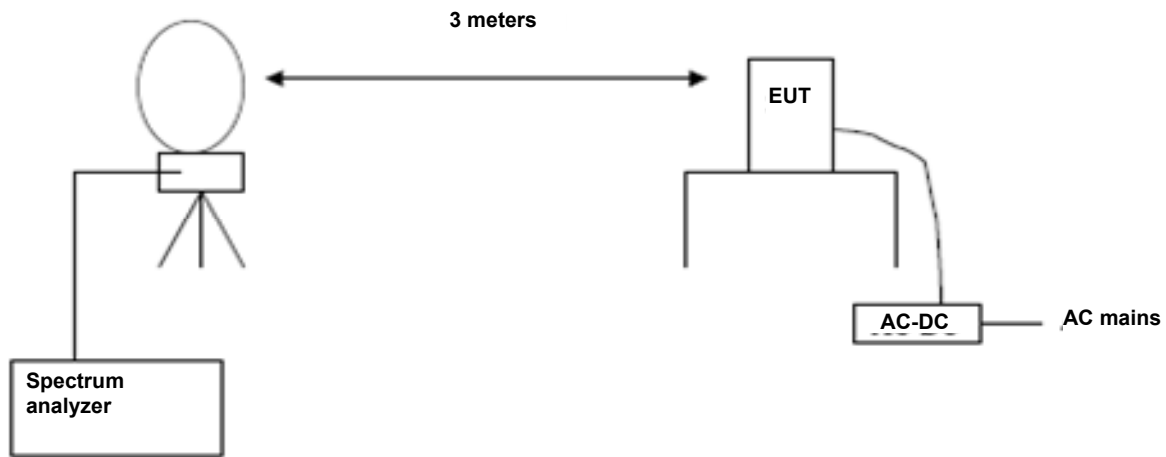 3 meters
EUT
AC-DC
AC mains
Spectrum
analyzer